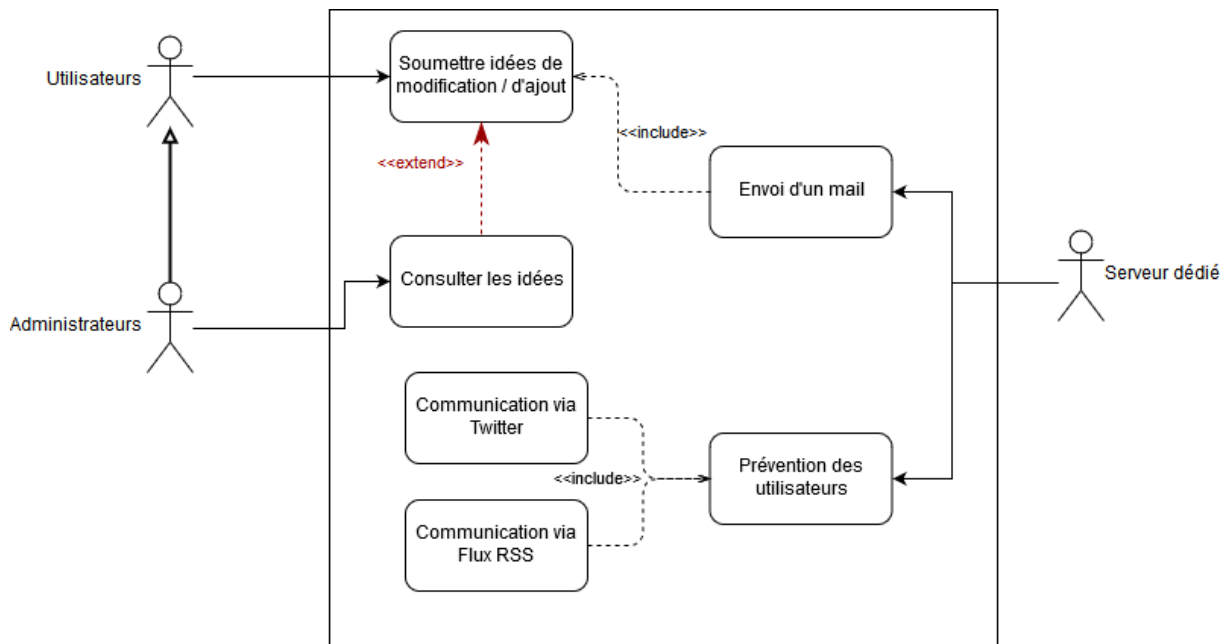 Utilisateurs
Soumettre idées de
modification / d'ajout
<<include>>
<<extend>>
Envoi d'un mail
Consulter les idées
Serveur dédié
Administrateurs
Communication via
Twitter
<<include>>
Prévention des
utilisateurs
Communication via
Flux RSS